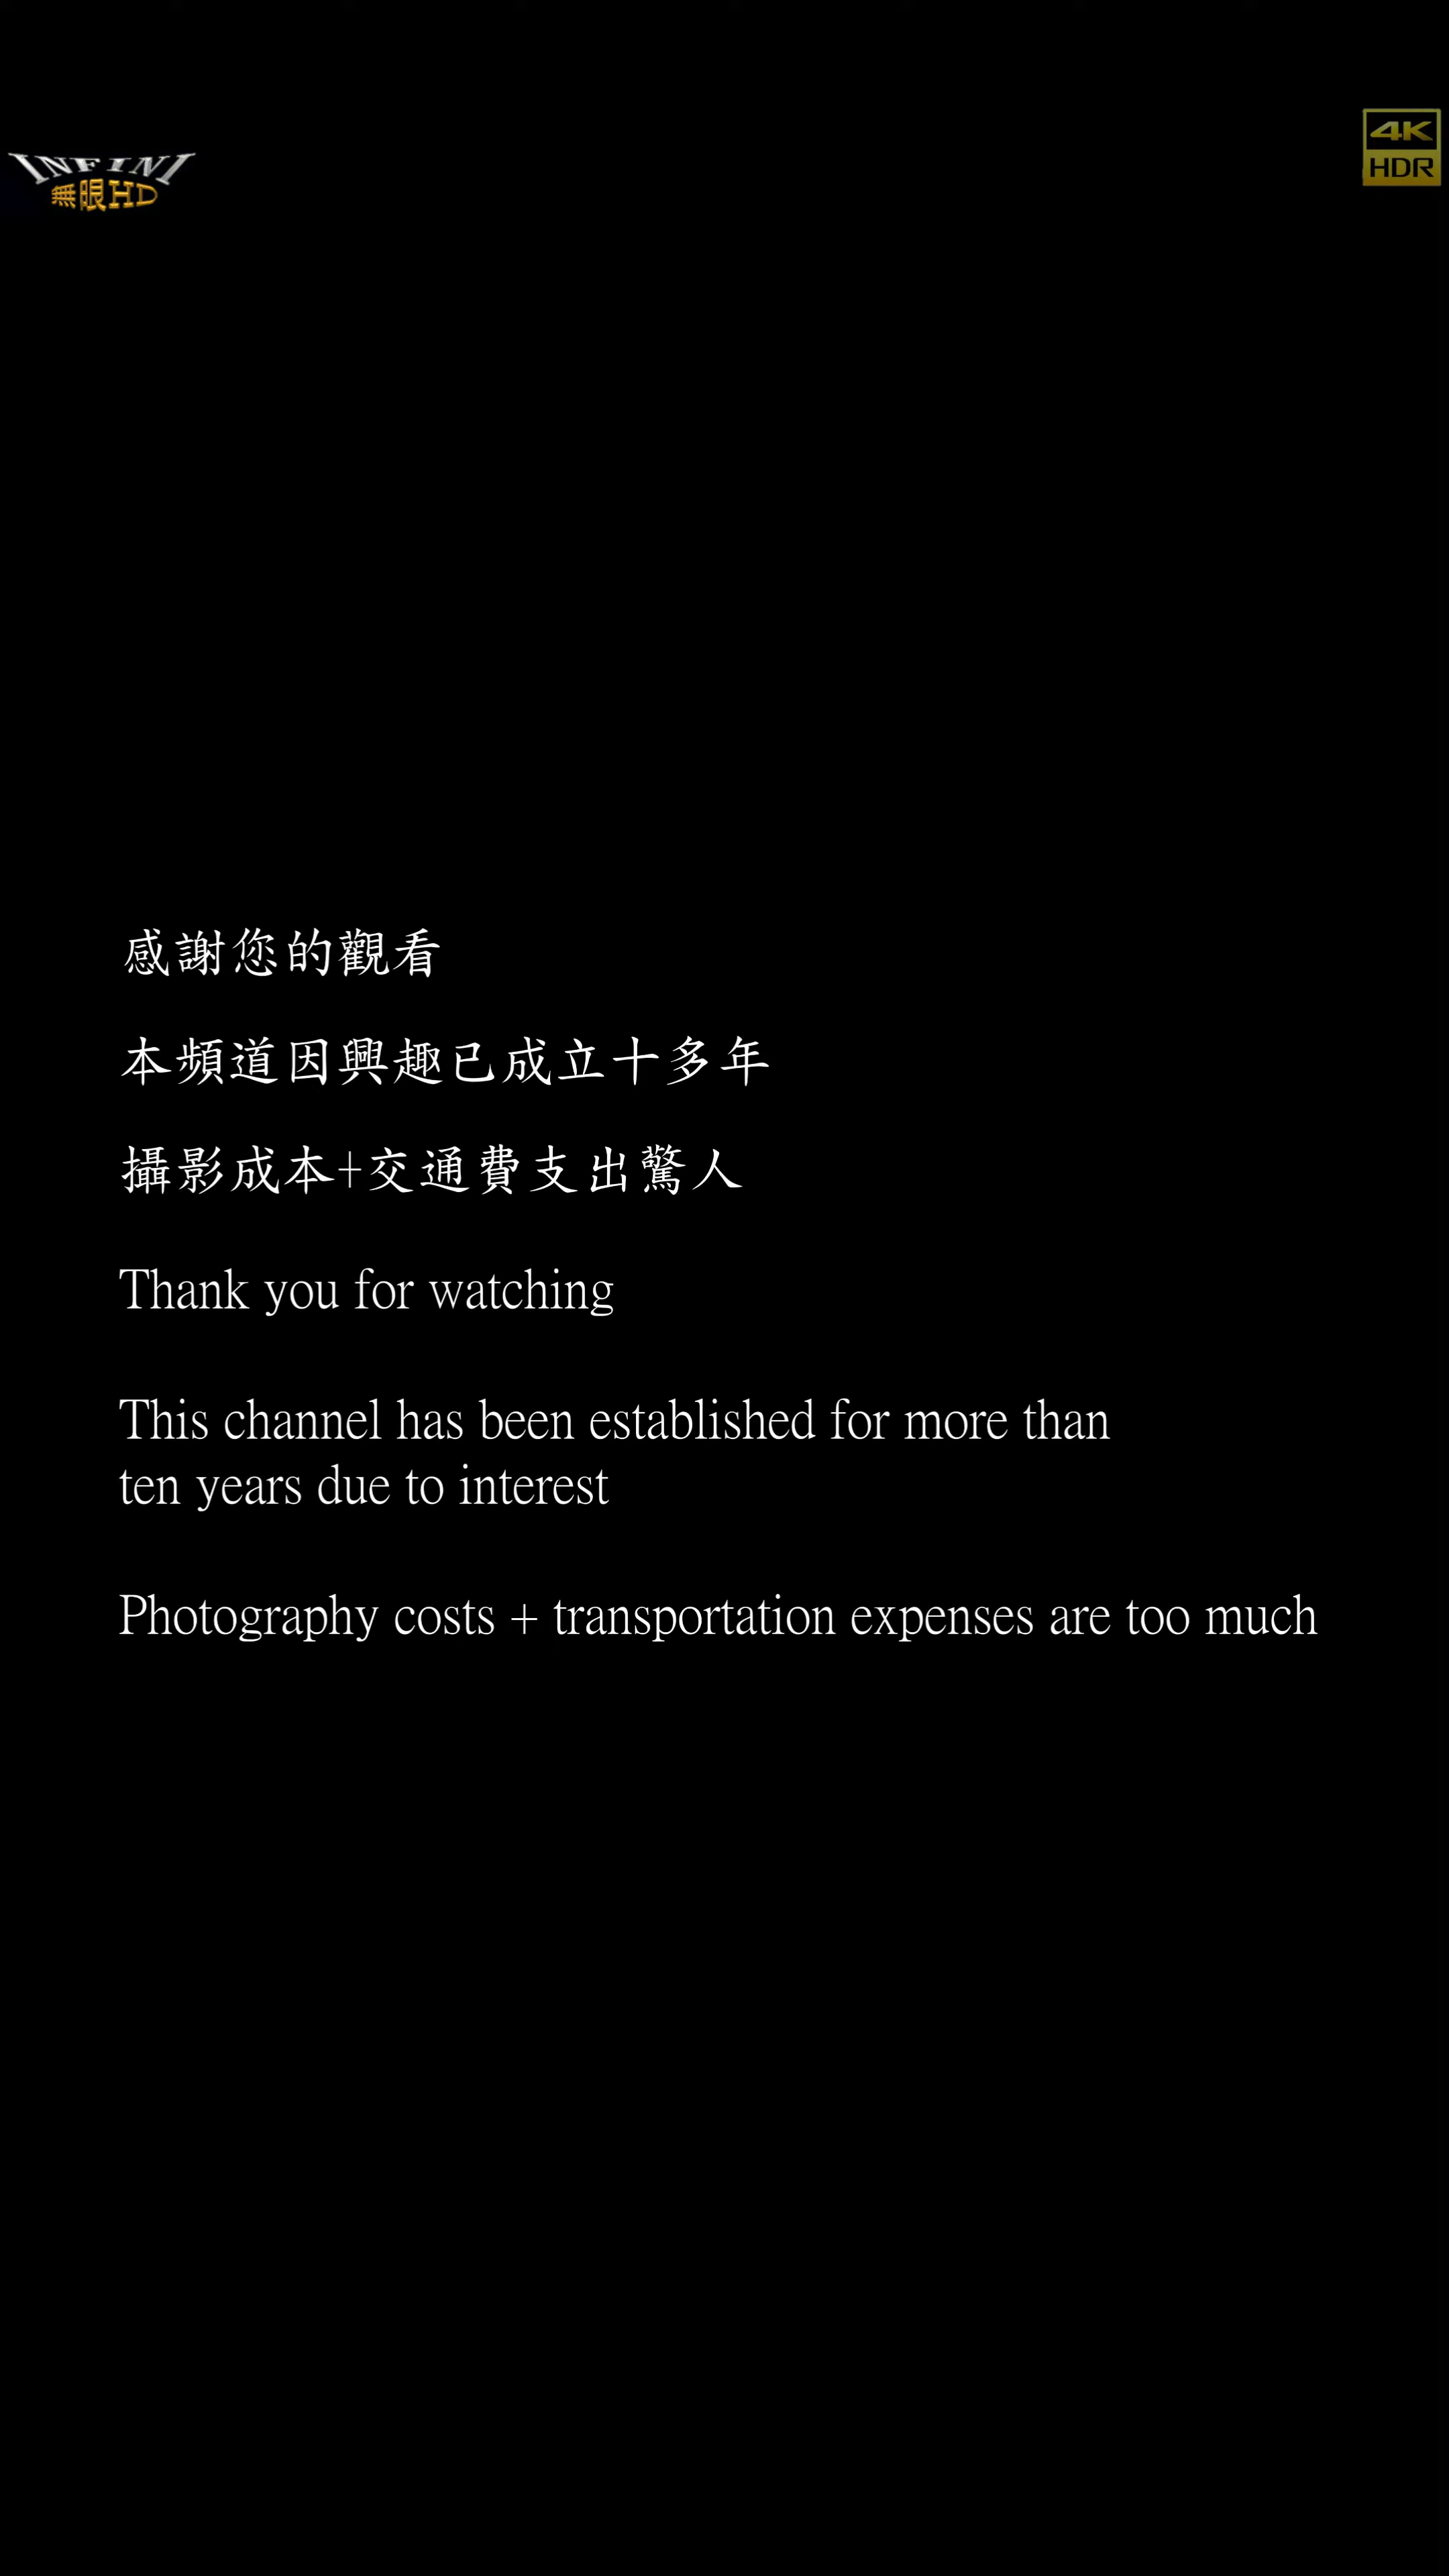 INFINI
無限HD
4K
HDR
感謝您的觀看
本頻道因興趣已成立十多年
攝影成本+交通費支出驚人
Thank you for watching
This channel has been established for more than
ten years due to interest
Photography costs + transportation expenses are too much